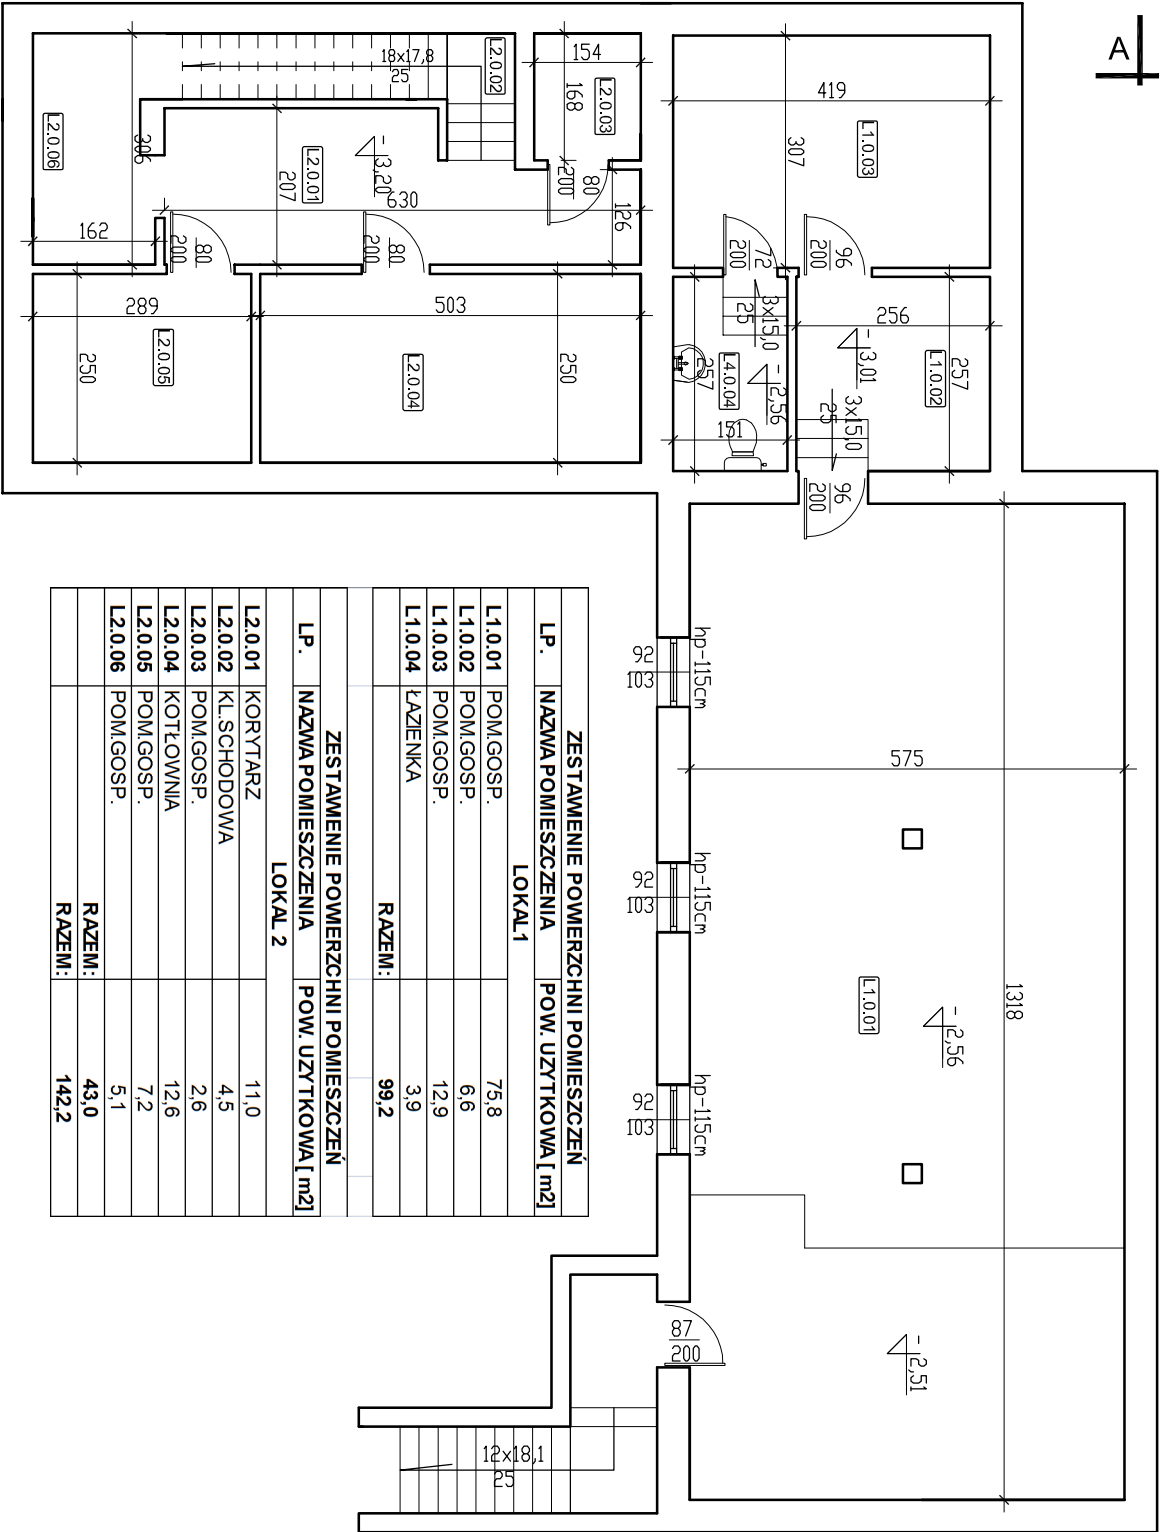 A
18x17,8
25
L2.0.02
154
168
L2.0.03
419
307
L1.0.03
L2.0.06
306
L2.0.01
207
-3,20
630
80
200
126
162
80
200
80
200
72
200
96
200
289
503
250
L2.0.05
250
L2.0.04
3x15,0
25
256
-3,01
257
L1.0.02
257
L4.0.04
-2,56
151
3x15,0
25
96
200
1318
575
hp-115cm
92
103
hp-115cm
92
103
hp-115cm
92
103
L1.0.01
-2,56
-2,51
87
200
12x18,1
25
ZESTAWIENIE POWIERZCHNI POMIESZCZEŃ
LP. NAZWA POMIESZCZENIA POW. UZYTKOWA [ m2]
LOKAL1
L1.0.01 POM.GOSP. 75,8
L1.0.02 POM.GOSP. 6,6
L1.0.03 POM.GOSP. 12,9
L1.0.04 ŁAZIENKA 3,9
RAZEM: 99,2
ZESTAWIENIE POWIERZCHNI POMIESZCZEŃ
LP. NAZWA POMIESZCZENIA POW. UZYTKOWA [ m2]
LOKAL 2
L2.0.01 KORYTARZ 11,0
L2.0.02 KL.SCHODOWA 4,5
L2.0.03 POM.GOSP. 2,6
L2.0.04 KOTŁOWNIA 12,6
L2.0.05 POM.GOSP. 7,2
L2.0.06 POM.GOSP. 5,1
RAZEM: 43,0
RAZEM: 142,2